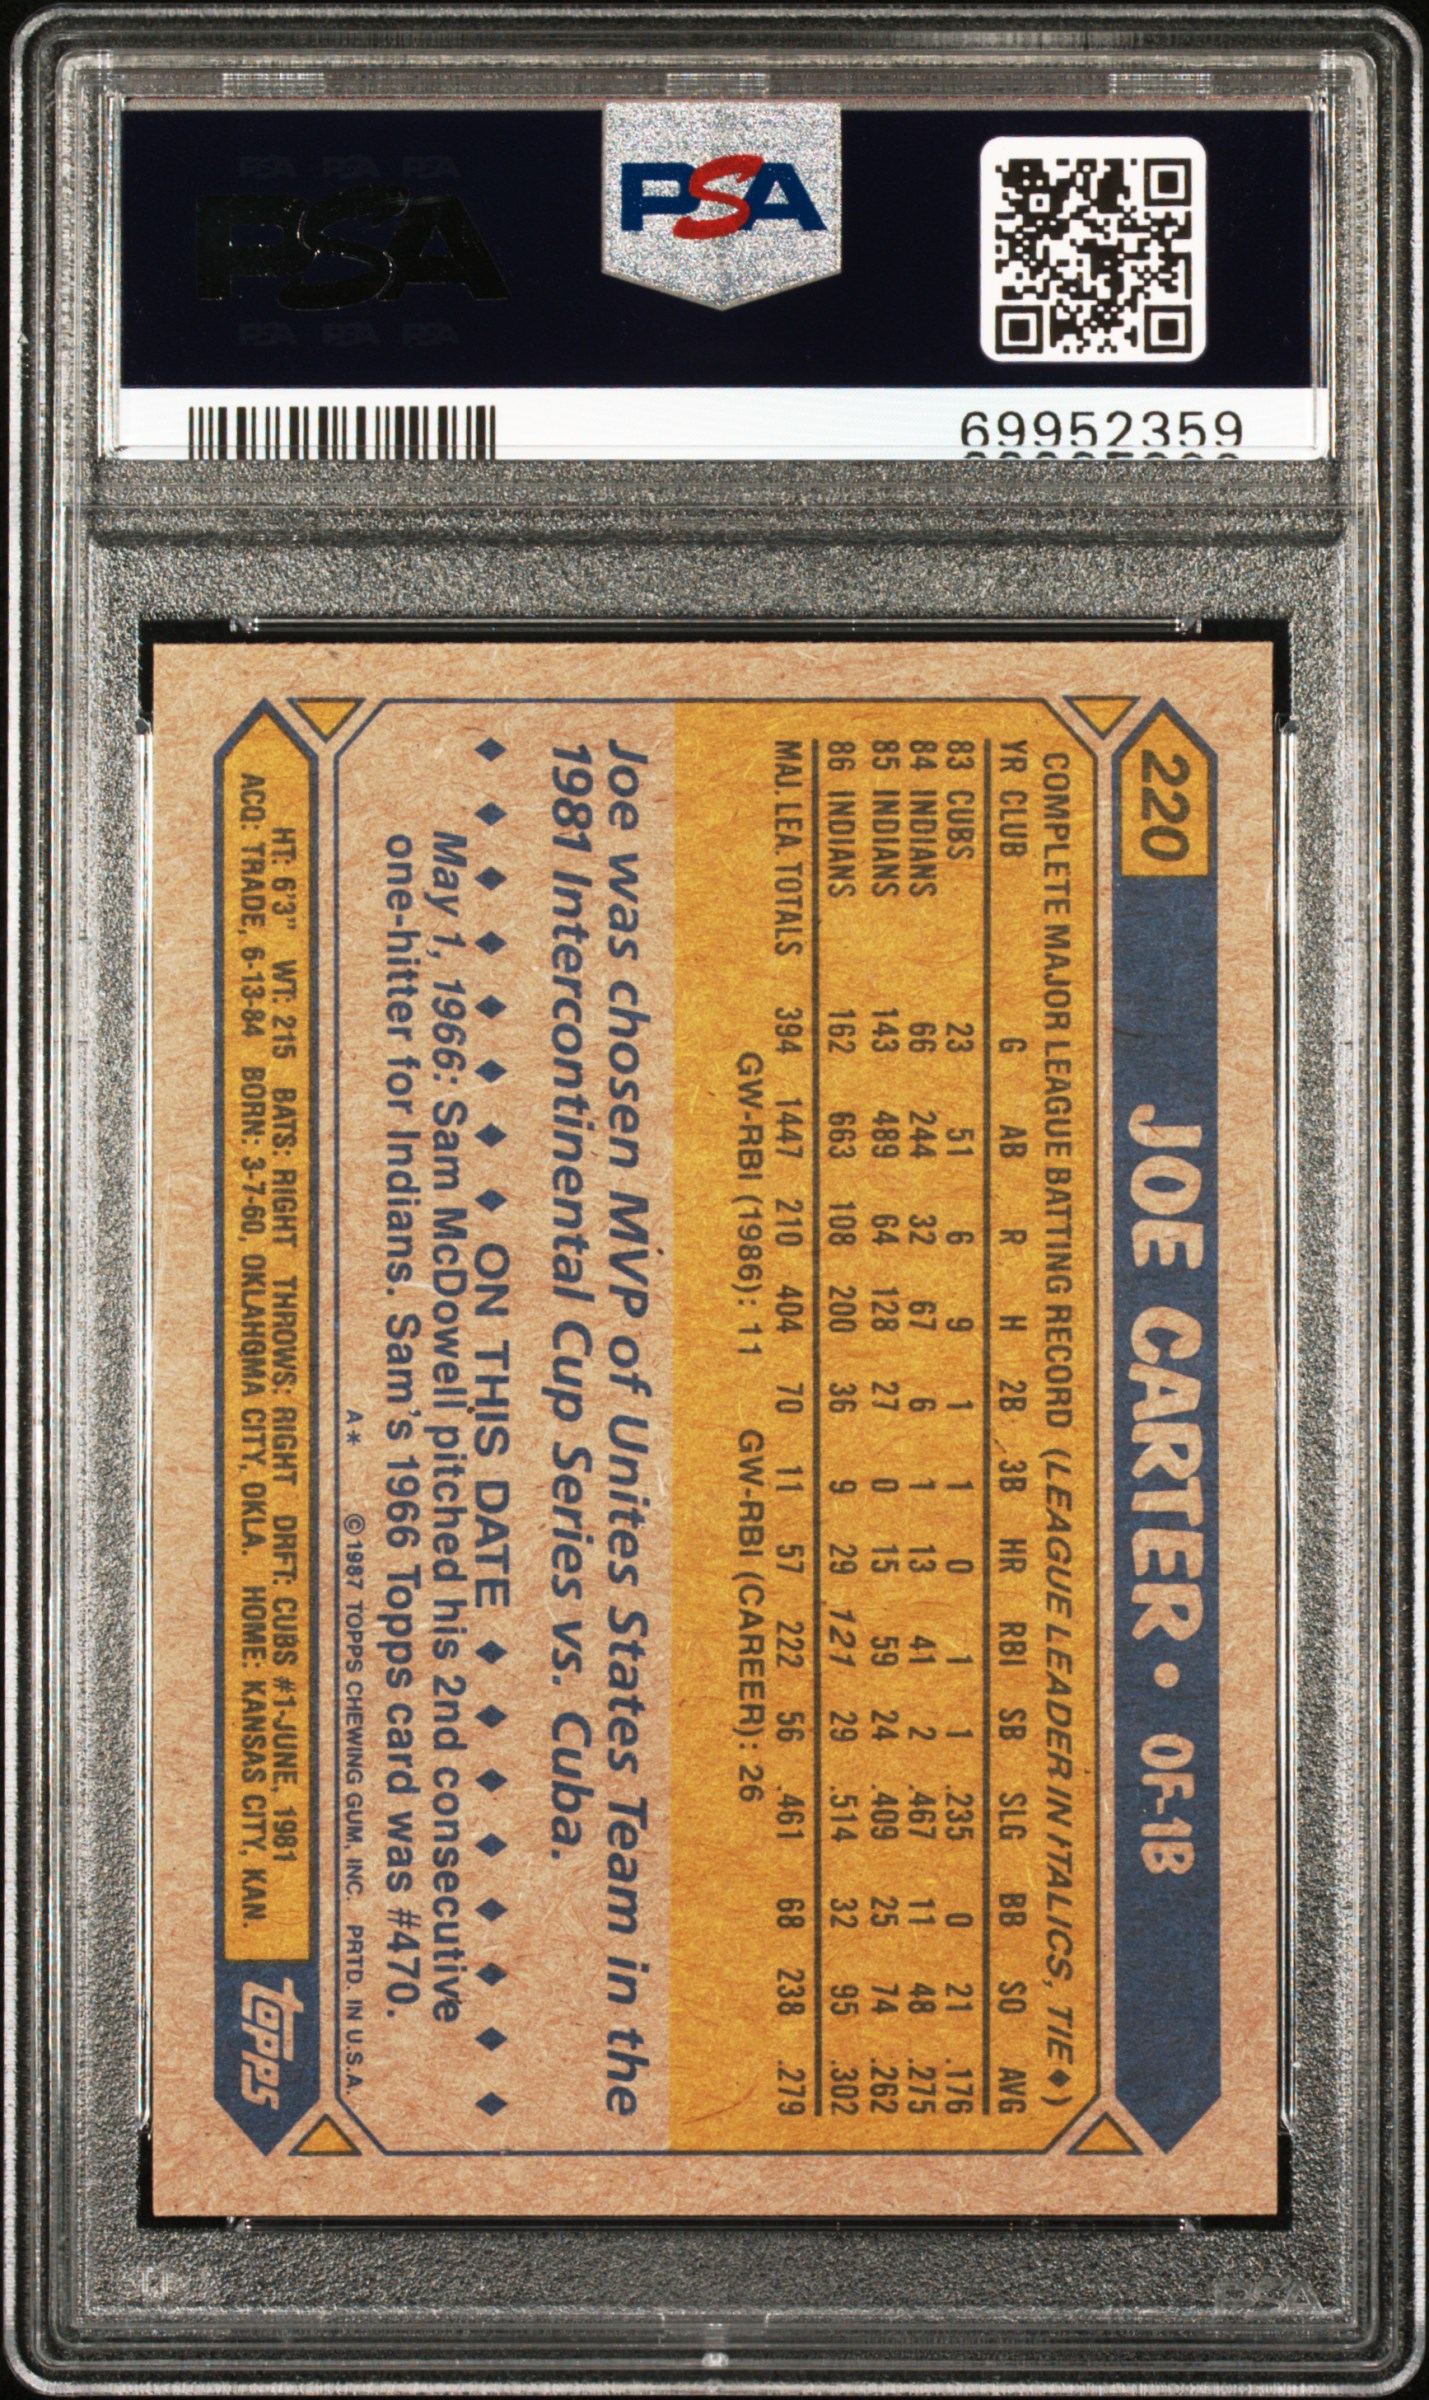 PSA
PSA PSA PSA
PSA
PSA PSA PSA
69952359
220 JOE CARTER • OF-1B
COMPLETE MAJOR LEAGUE BATTING RECORD (LEAGUE LEADER IN ITALICS, TIE◆)
YR CLUB G AB R H 2B 3B HR RBI SB SLG BB SO AVG
83 CUBS 23 51 6 9 1 1 0 1 1 .235 0 21 .176
84 INDIANS 66 244 32 67 6 1 13 41 2 .467 11 48 .275
85 INDIANS 143 489 64 128 27 0 15 59 24 .409 25 74 .262
86 INDIANS 162 663 108 200 36 9 29 121 29 .514 32 95 .302
MAJ. LEA. TOTALS 394 1447 210 404 70 11 57 222 56 .461 68 238 .279
GW-RBI (1986): 11 GW-RBI (CAREER): 26
Joe was chosen MVP of Unites States Team in the
1981 Intercontinental Cup Series vs. Cuba.
◆ ◆ ◆ ◆ ◆ ◆ ◆ ◆ ON THIS DATE ◆ ◆ ◆ ◆ ◆ ◆ ◆ ◆
May 1, 1966: Sam McDowell pitched his 2nd consecutive
one-hitter for Indians. Sam's 1966 Topps card was #470.
A* © 1987 TOPPS CHEWING GUM, INC. PRTD. IN U.S.A.
HT: 6'3" WT: 215 BATS: RIGHT THROWS: RIGHT DRFT: CUBS #1-JUNE, 1981
ACQ: TRADE, 6-13-84 BORN: 3-7-60, OKLAHOMA CITY, OKLA. HOME: KANSAS CITY, KAN.
topps
PSA